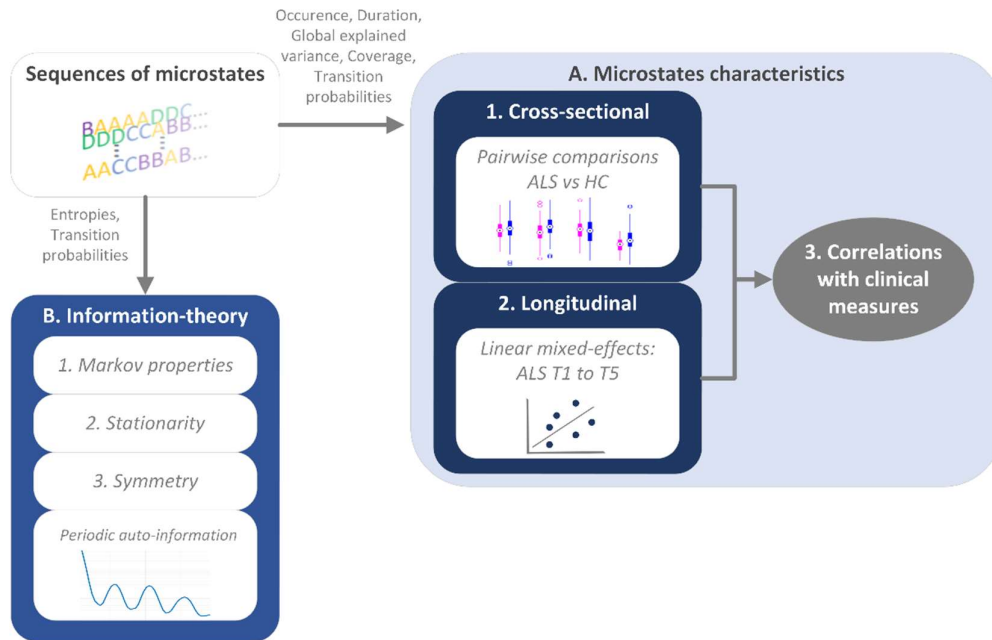 Occurence, Duration,
Global explained
variance, Coverage,
Transition
probabilities
Sequences of microstates
BAAAADDC...
DDDCCABB...
AACCBBAB...
Entropies,
Transition
probabilities
A. Microstates characteristics
1. Cross-sectional
Pairwise comparisons
ALS vs HC
2. Longitudinal
Linear mixed-effects:
ALS T1 to T5
3. Correlations
with clinical
measures
B. Information-theory
1. Markov properties
2. Stationarity
3. Symmetry
Periodic auto-information